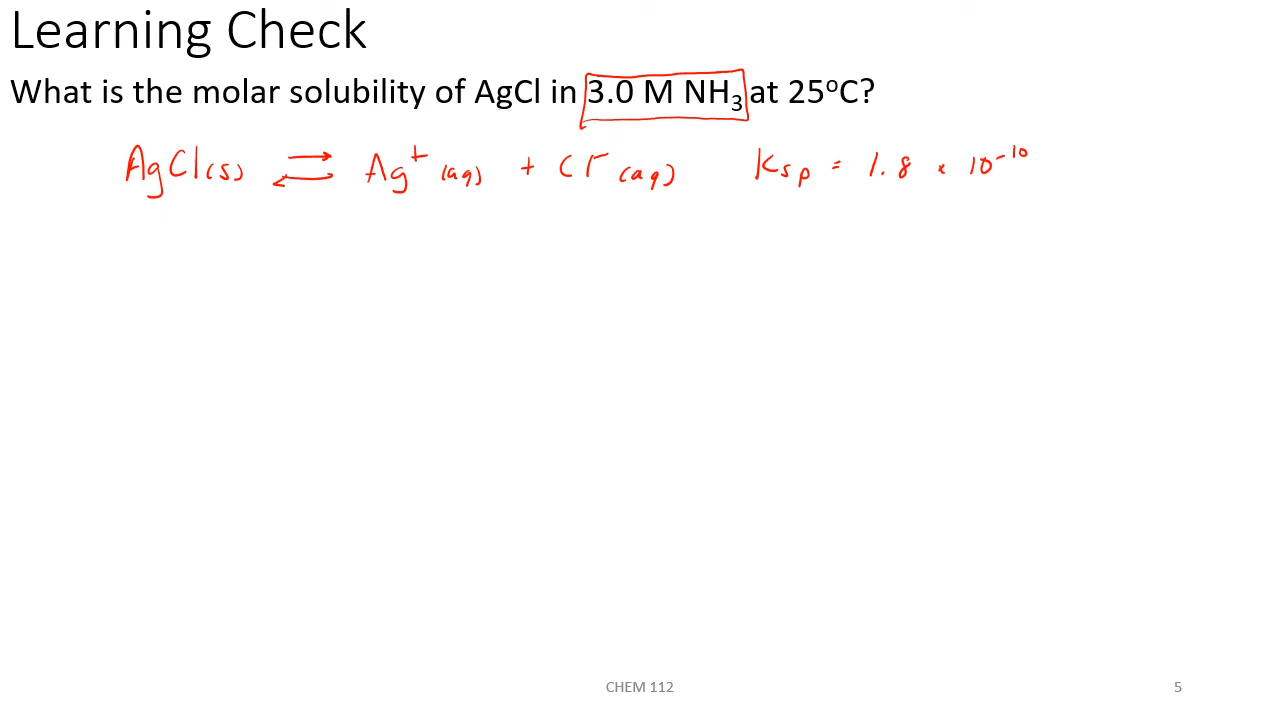 Learning Check
What is the molar solubility of AgCl in 3.0 M NH₃ at 25°C?
AgCl(s) ⇌ Ag⁺(aq) + Cl⁻(aq) Ksp = 1.8 × 10⁻¹⁰
CHEM 112 5